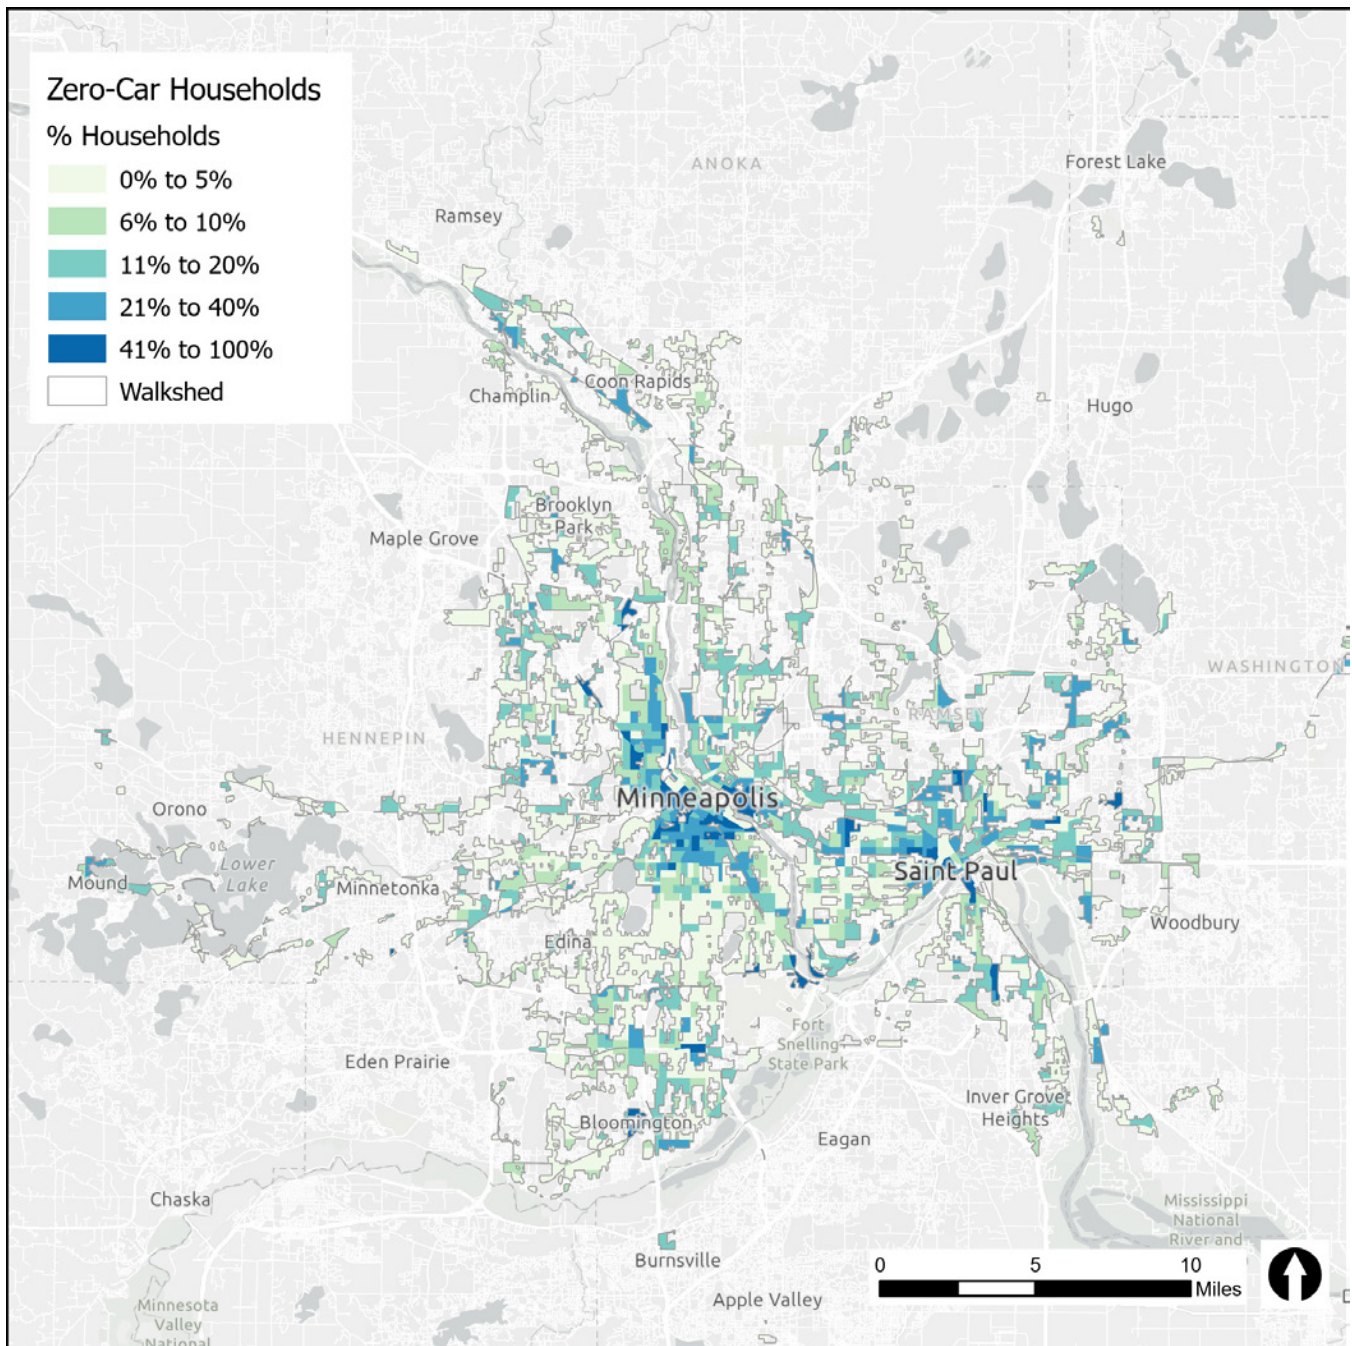 Zero-Car Households
% Households
0% to 5%
6% to 10%
11% to 20%
21% to 40%
41% to 100%
Walkshed
ANOKA
Forest Lake
Ramsey
Coon Rapids
Champlin
Hugo
Brooklyn
Park
Maple Grove
WASHINGTON
RAMSEY
HENNEPIN
Minneapolis
Orono
Lower
Lake
Saint Paul
Mound
Minnetonka
Woodbury
Edina
Fort
Snelling
State Park
Eden Prairie
Inver Grove
Heights
Bloomington
Eagan
Chaska
Mississippi
National
River and
Burnsville
0 5 10
Miles
Apple Valley
Minnesota
Valley
National